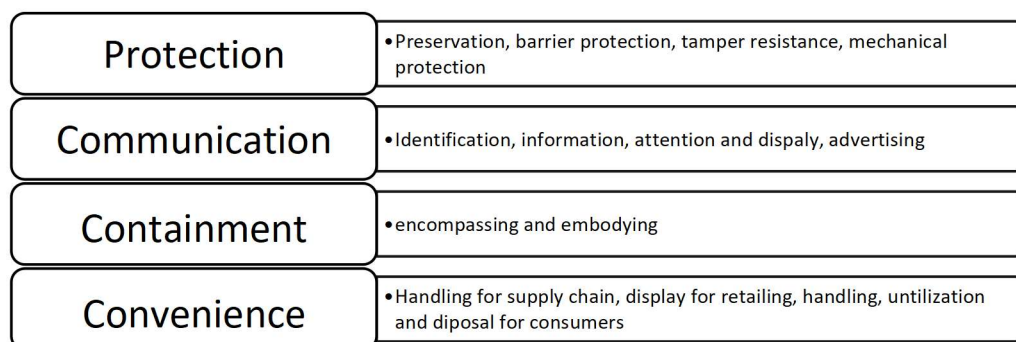 Protection
•Preservation, barrier protection, tamper resistance, mechanical
protection
Communication
•Identification, information, attention and dispaly, advertising
Containment
•encompassing and embodying
Convenience
•Handling for supply chain, display for retailing, handling, untilization
and diposal for consumers